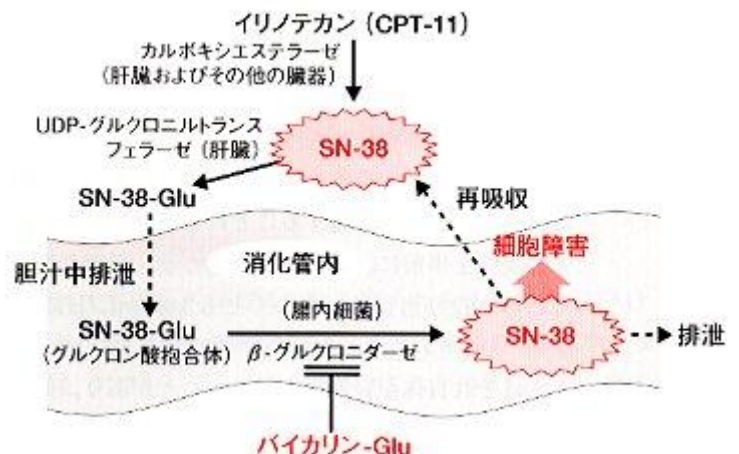 イリノテカン (CPT-11)
カルボキシエステラーゼ
(肝臓およびその他の臓器)
UDP-グルクロニルトランス
フェラーゼ (肝臓)
SN-38
SN-38-Glu
再吸収
胆汁中排泄
消化管内
細胞障害
SN-38-Glu
(グルクロン酸抱合体)
(腸内細菌)
β-グルクロニダーゼ
SN-38
排泄
バイカリン-Glu